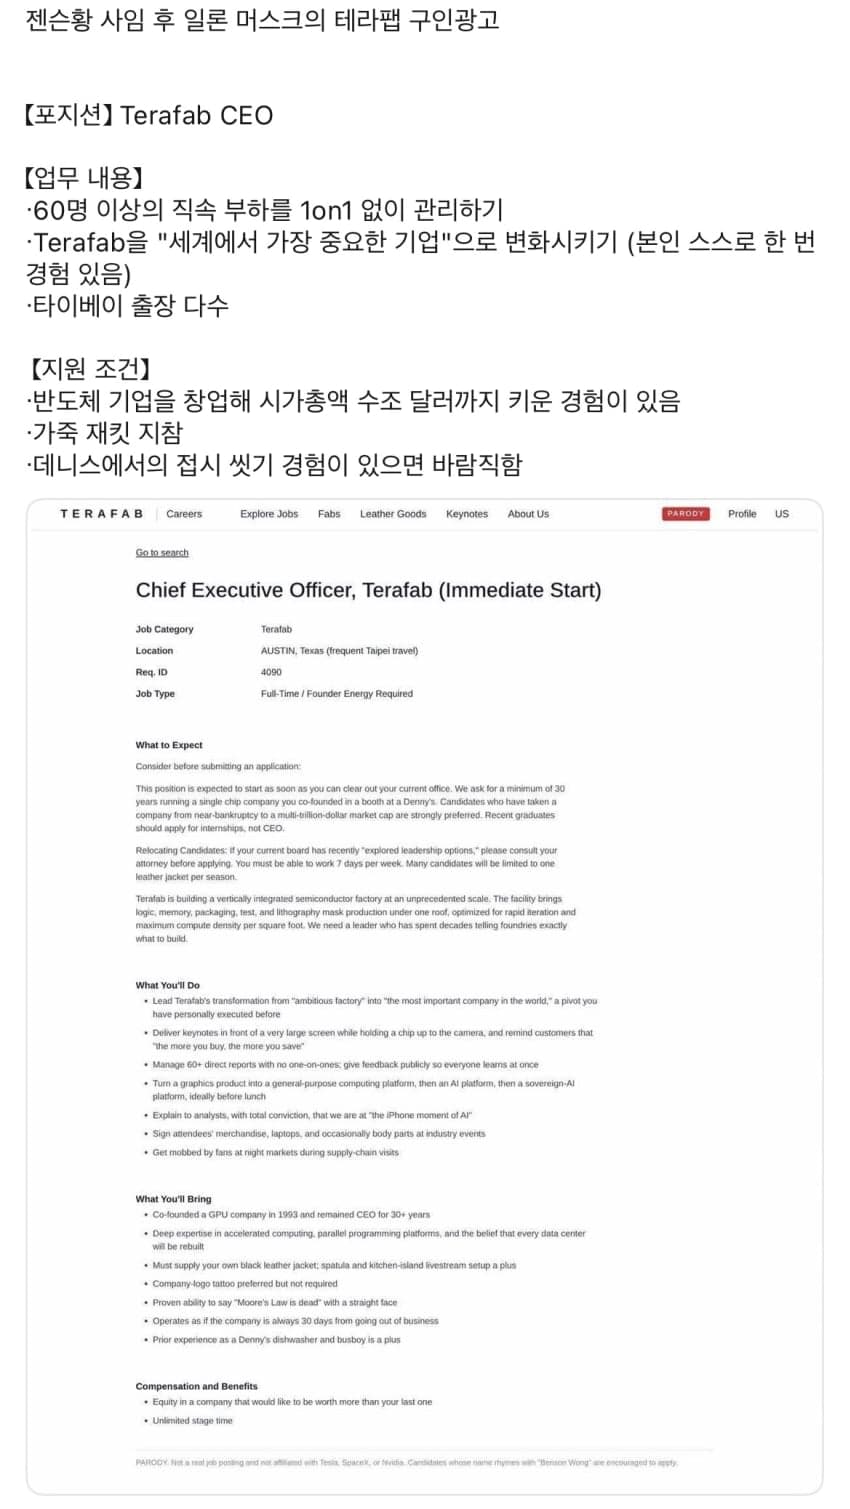 젠슨황 사임 후 일론 머스크의 테라팹 구인광고
【포지션】 Terafab CEO
【업무 내용】
·60명 이상의 직속 부하를 1on1 없이 관리하기
·Terafab을 "세계에서 가장 중요한 기업"으로 변화시키기 (본인 스스로 한 번
경험 있음)
·타이베이 출장 다수
【지원 조건】
·반도체 기업을 창업해 시가총액 수조 달러까지 키운 경험이 있음
·가죽 재킷 지참
·데니스에서의 접시 씻기 경험이 있으면 바람직함
TERAFAB | Careers Explore Jobs Fabs Leather Goods Keynotes About Us PARODY Profile US
Go to search
Chief Executive Officer, Terafab (Immediate Start)
Job Category Terafab
Location AUSTIN, Texas (frequent Taipei travel)
Req. ID 4090
Job Type Full-Time / Founder Energy Required
What to Expect
Consider before submitting an application:
This position is expected to start as soon as you can clear out your current office. We ask for a minimum of 30
years running a single chip company you co-founded in a booth at a Denny's. Candidates who have taken a
company from near-bankruptcy to a multi-trillion-dollar market cap are strongly preferred. Recent graduates
should apply for internships, not CEO.
Relocating Candidates: If your current board has recently "explored leadership options," please consult your
attorney before applying. You must be able to work 7 days per week. Many candidates will be limited to one
leather jacket per season.
Terafab is building a vertically integrated semiconductor factory at an unprecedented scale. The facility brings
logic, memory, packaging, test, and lithography mask production under one roof, optimized for rapid iteration and
maximum compute density per square foot. We need a leader who has spent decades telling foundries exactly
what to build.
What You'll Do
• Lead Terafab's transformation from "ambitious factory" into "the most important company in the world," a pivot you
have personally executed before
• Deliver keynotes in front of a very large screen while holding a chip up to the camera, and remind customers that
"the more you buy, the more you save"
• Manage 60+ direct reports with no one-on-ones; give feedback publicly so everyone learns at once
• Turn a graphics product into a general-purpose computing platform, then an AI platform, then a sovereign-AI
platform, ideally before lunch
• Explain to analysts, with total conviction, that we are at "the iPhone moment of AI"
• Sign attendees' merchandise, laptops, and occasionally body parts at industry events
• Get mobbed by fans at night markets during supply-chain visits
What You'll Bring
• Co-founded a GPU company in 1993 and remained CEO for 30+ years
• Deep expertise in accelerated computing, parallel programming platforms, and the belief that every data center
will be rebuilt
• Must supply your own black leather jacket; spatula and kitchen-island livestream setup a plus
• Company-logo tattoo preferred but not required
• Proven ability to say "Moore's Law is dead" with a straight face
• Operates as if the company is always 30 days from going out of business
• Prior experience as a Denny's dishwasher and busboy is a plus
Compensation and Benefits
• Equity in a company that would like to be worth more than your last one
• Unlimited stage time
PARODY. Not a real job posting and not affiliated with Tesla, SpaceX, or Nvidia. Candidates whose name rhymes with "Benson Wong" are encouraged to apply.